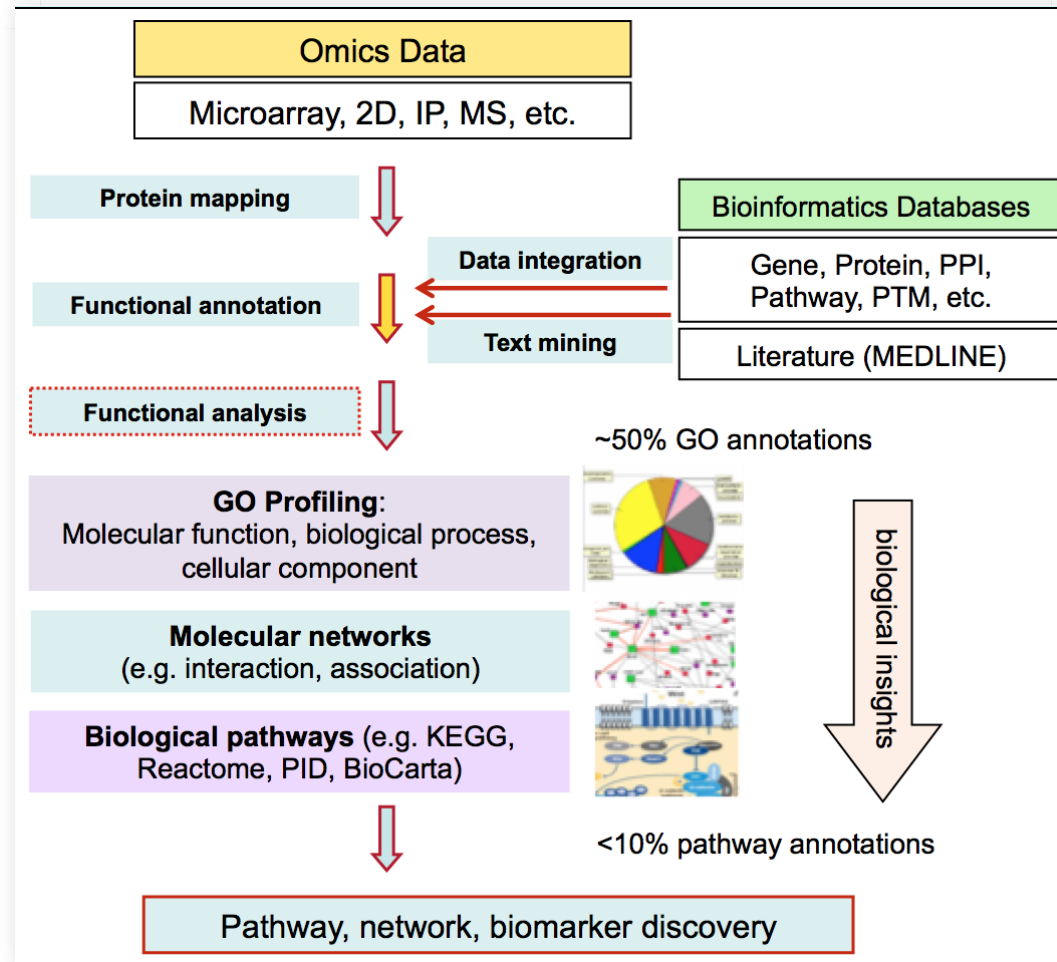 Omics Data
Microarray, 2D, IP, MS, etc.
Protein mapping
Bioinformatics Databases
Data integration
Gene, Protein, PPI,
Pathway, PTM, etc.
Functional annotation
Text mining
Literature (MEDLINE)
Functional analysis
~50% GO annotations
GO Profiling:
Molecular function, biological process,
cellular component
Molecular networks
(e.g. interaction, association)
biological insights
Biological pathways (e.g. KEGG,
Reactome, PID, BioCarta)
<10% pathway annotations
Pathway, network, biomarker discovery